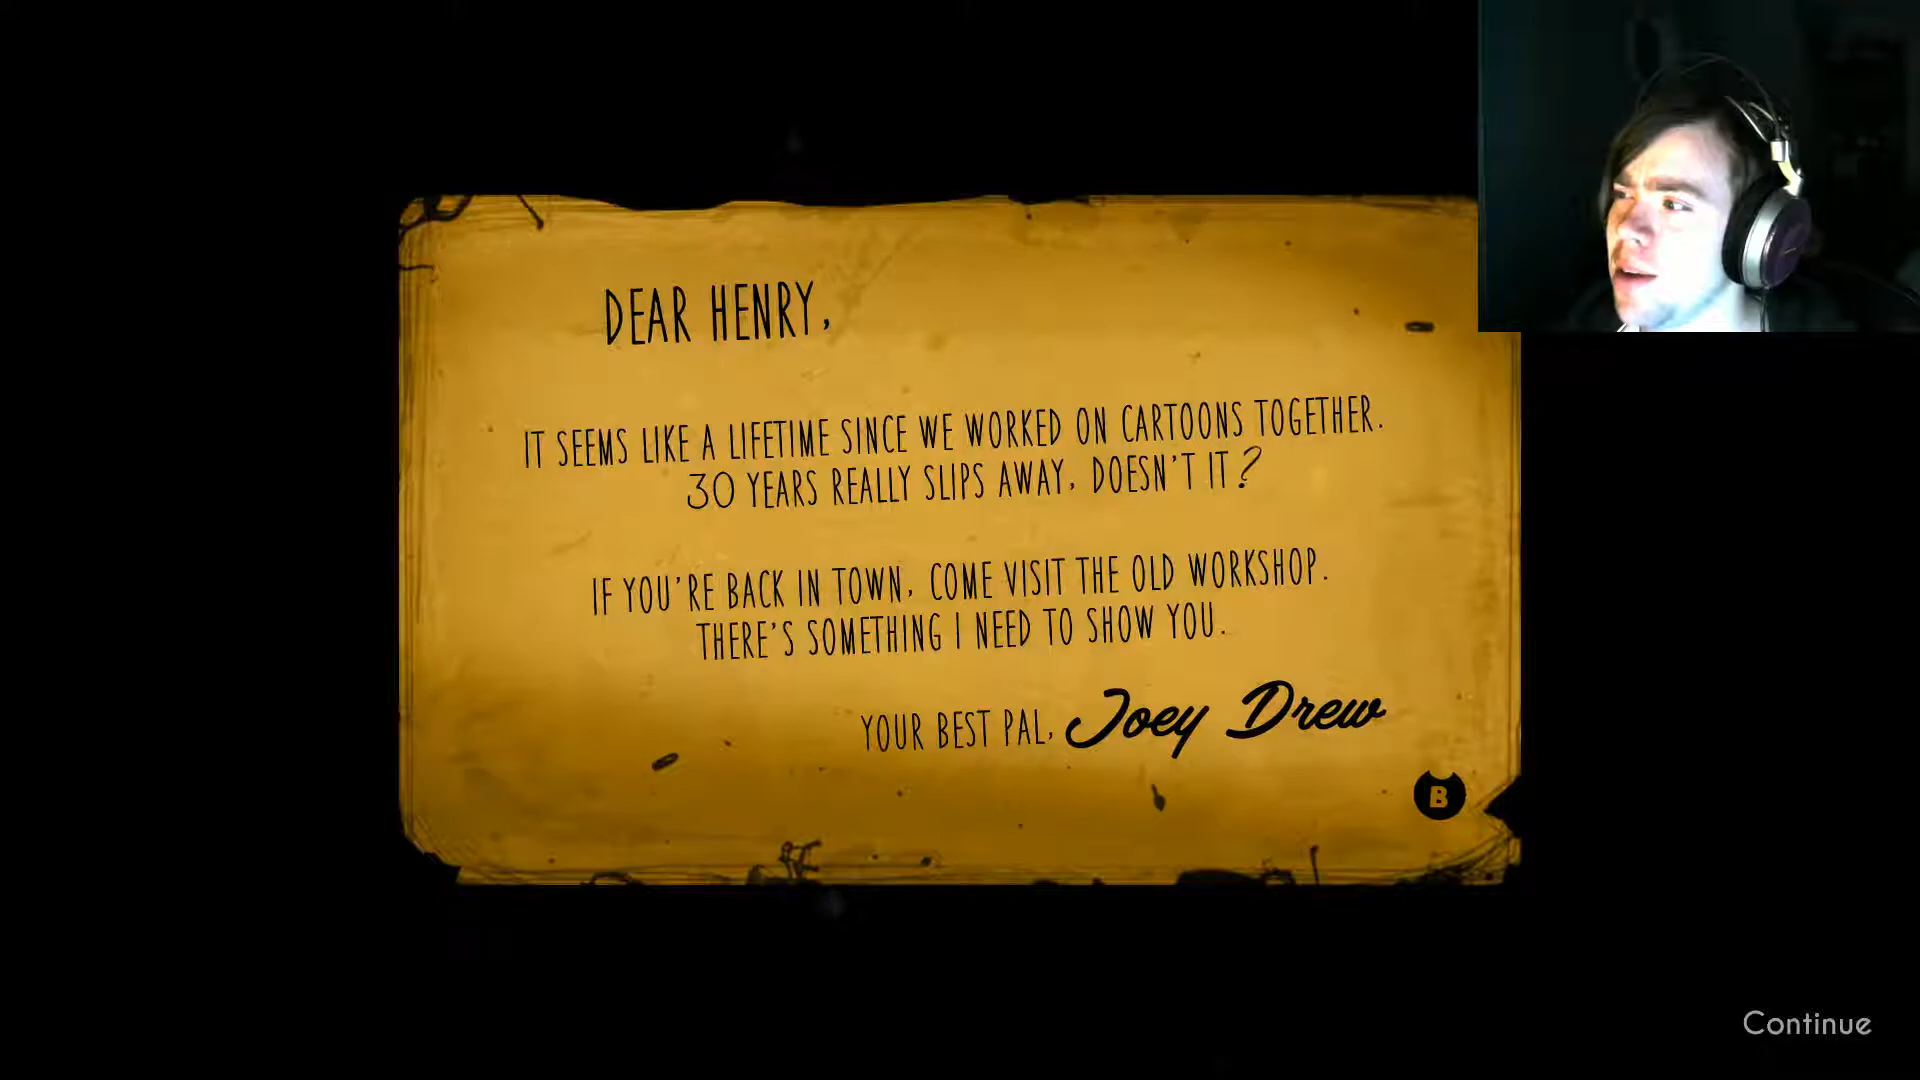 DEAR HENRY,
IT SEEMS LIKE A LIFETIME SINCE WE WORKED ON CARTOONS TOGETHER.
30 YEARS REALLY SLIPS AWAY, DOESN'T IT?
IF YOU'RE BACK IN TOWN, COME VISIT THE OLD WORKSHOP.
THERE'S SOMETHING I NEED TO SHOW YOU.
YOUR BEST PAL, Joey Drew
B
Continue